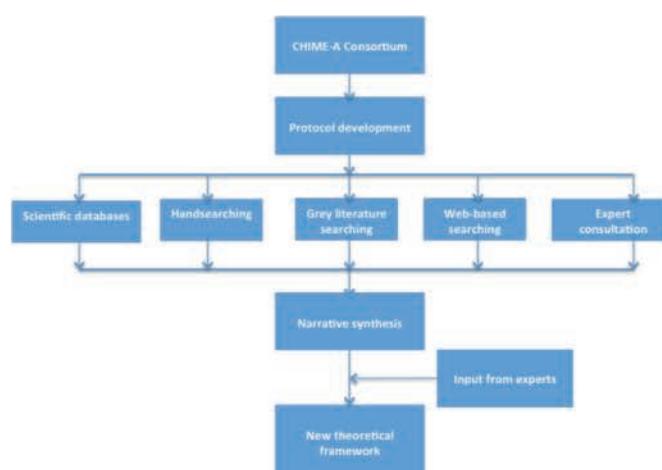 CHIME-A Consortium
Protocol development
Scientific databases
Handsearching
Grey literature
searching
Web-based
searching
Expert
consultation
Narrative synthesis
Input from experts
New theoretical
framework